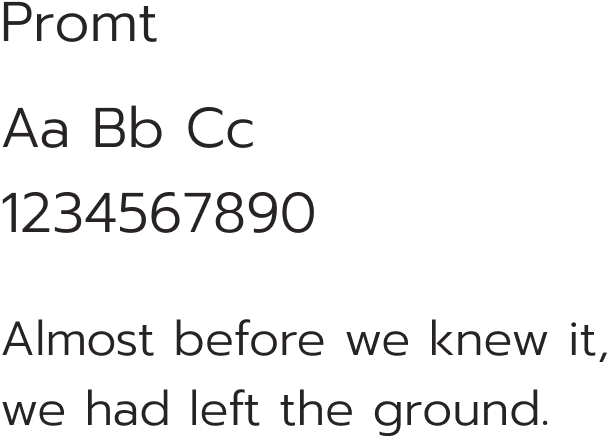 Promt
Aa Bb Cc
1234567890
Almost before we knew it,
we had left the ground.